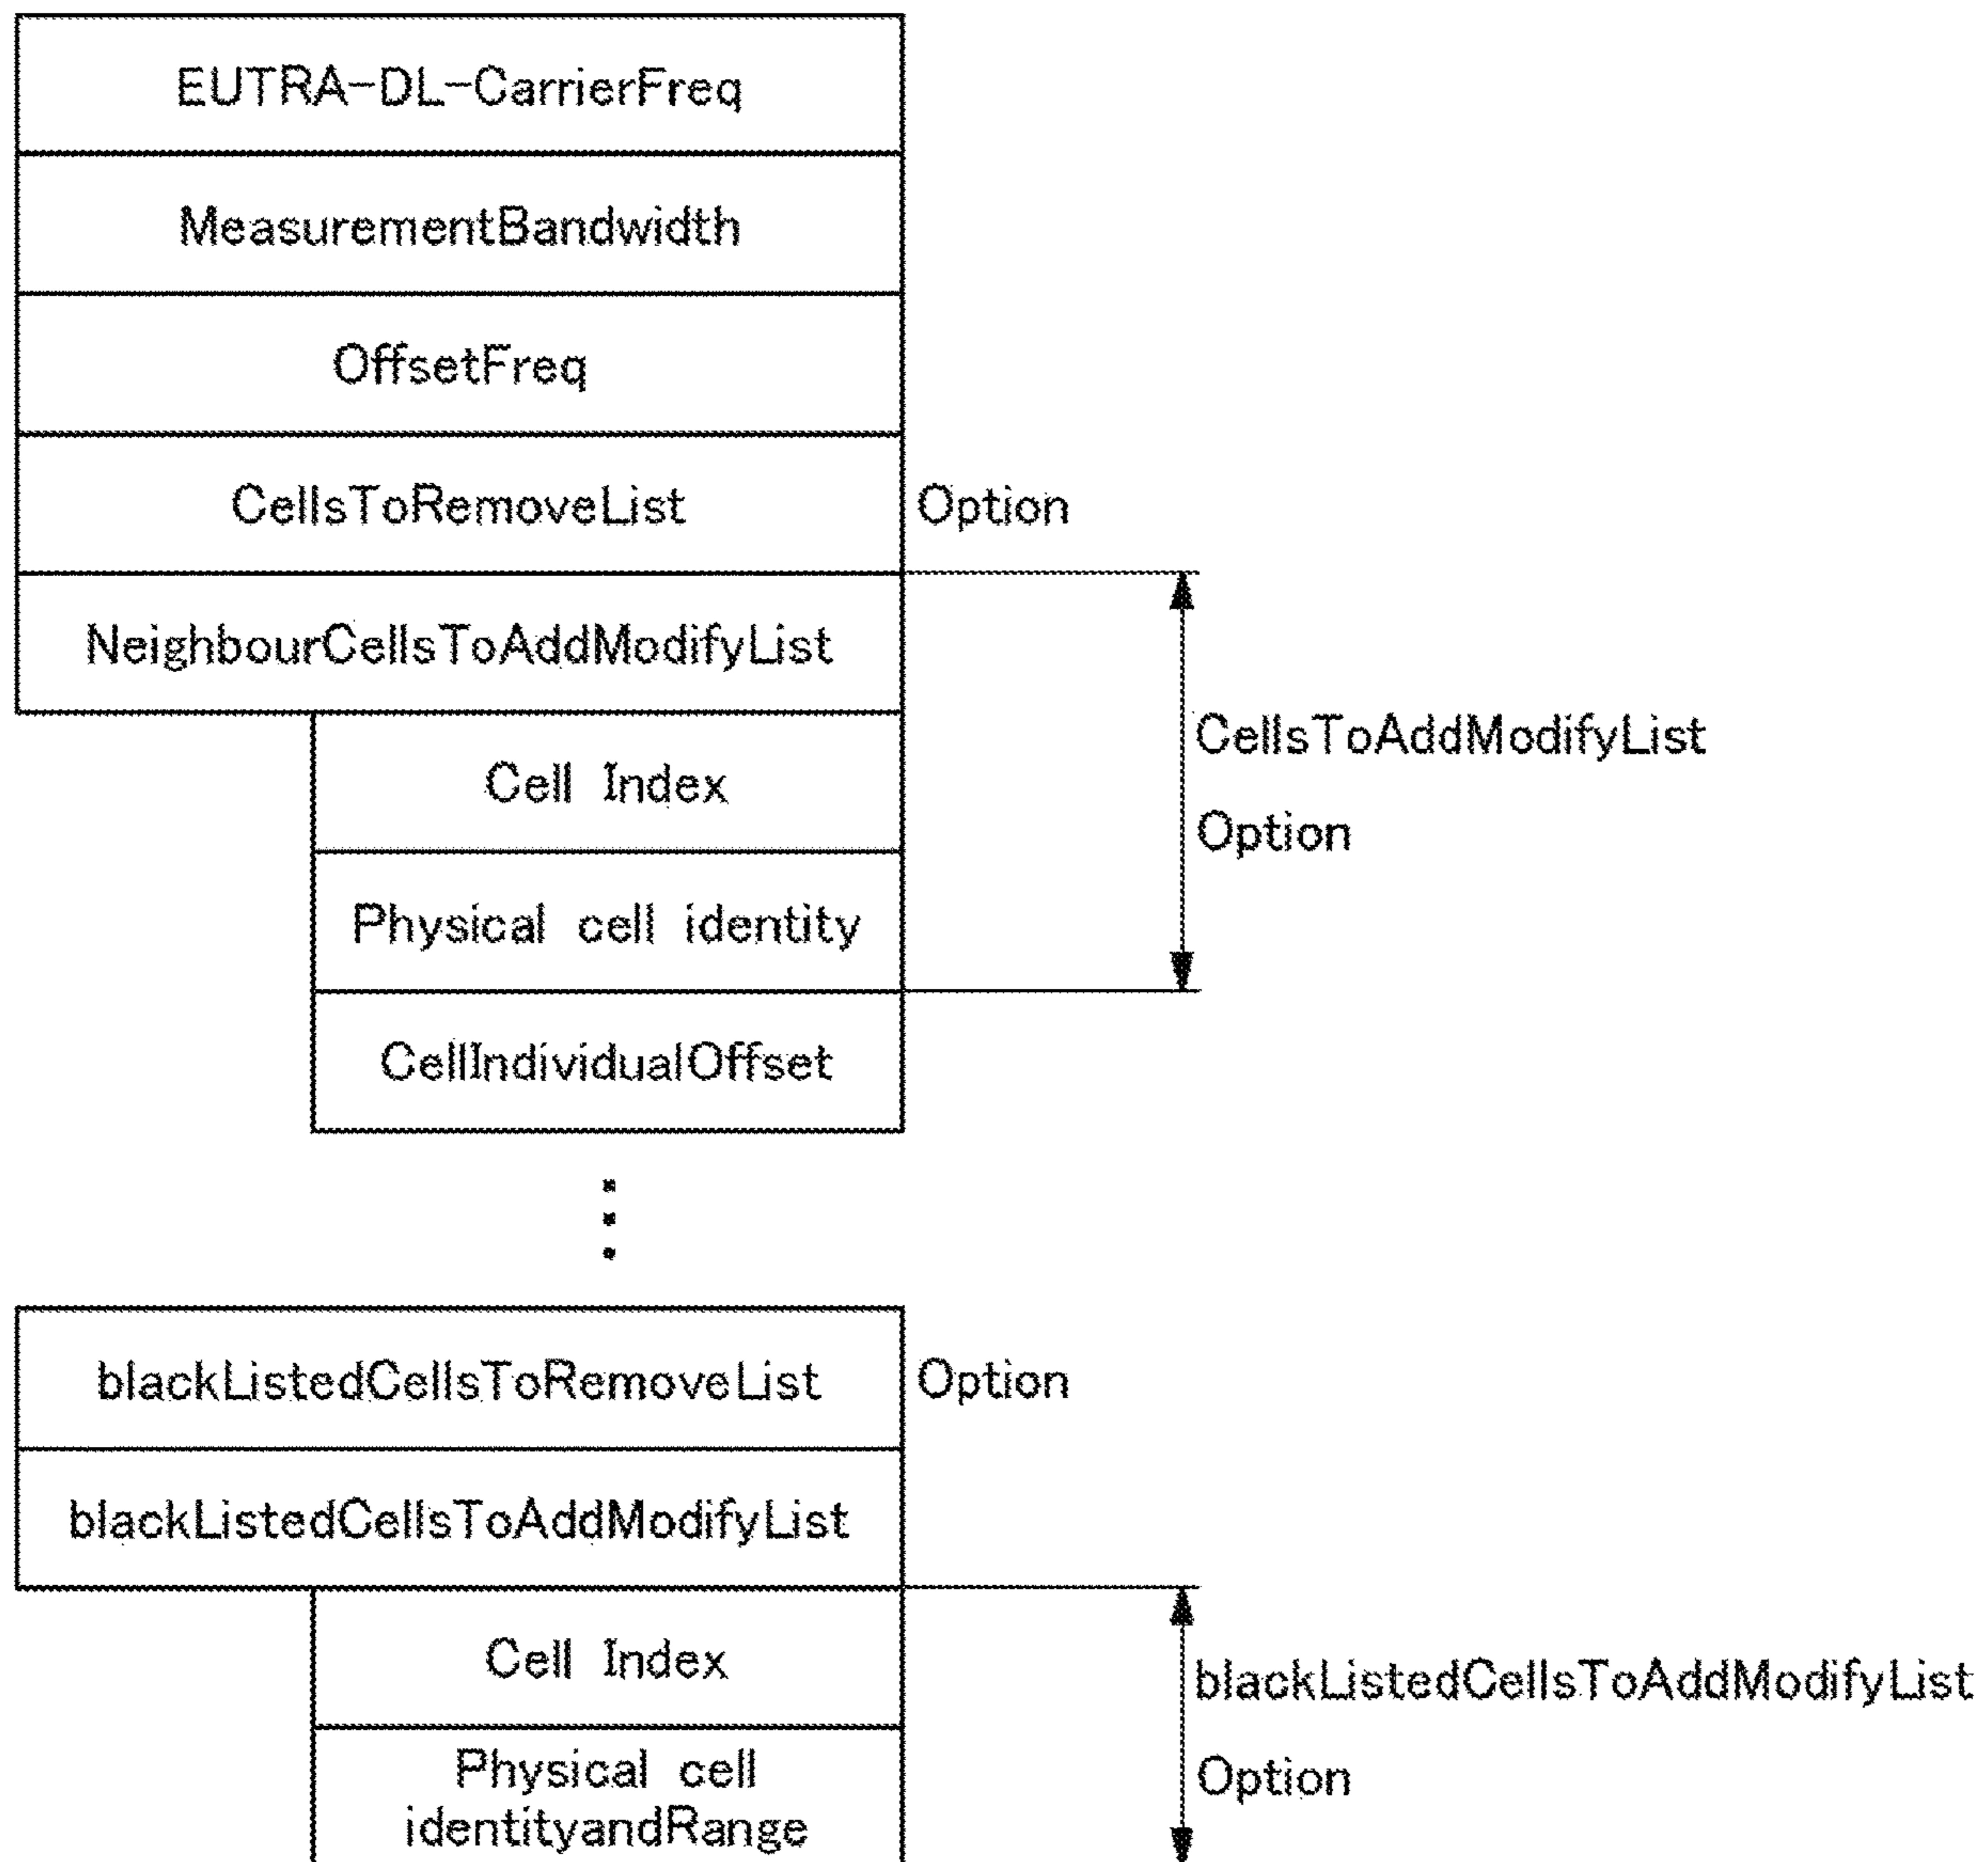 EUTRA-DL-CarrierFreq
MeasurementBandwidth
OffsetFreq
CellsToRemoveList
Option
NeighbourCellsToAddModifyList
Cell Index
CellsToAddModifyList
Option
Physical cell identity
CellIndividualOffset
blackListedCellsToRemoveList
Option
blackListedCellsToAddModifyList
Cell Index
blackListedCellsToAddModifyList
Option
Physical cell
identityandRange